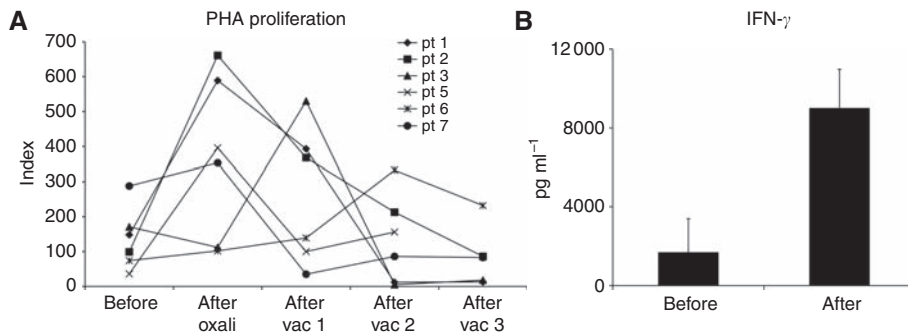 A
PHA proliferation
700
600
500
400
300
200
100
0
Index
pt 1
pt 2
pt 3
pt 5
pt 6
pt 7
Before
After oxali
After vac 1
After vac 2
After vac 3
B
IFN-γ
12 000
8000
4000
0
pg ml⁻¹
Before
After